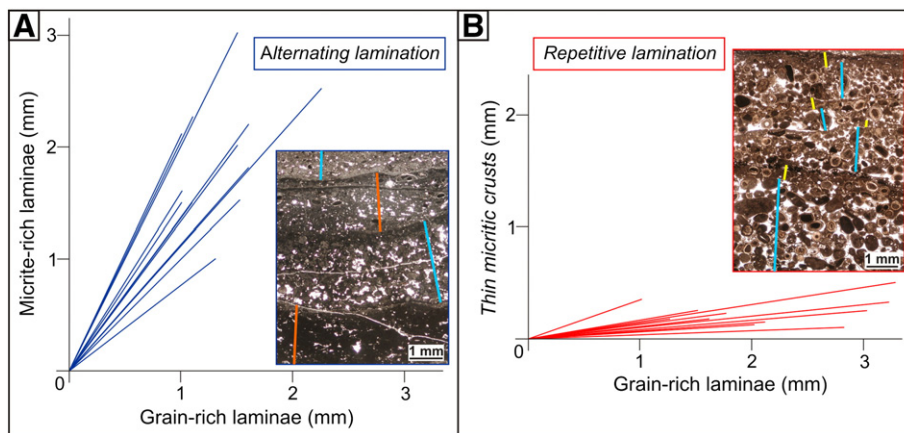 A
Alternating lamination
3
2
1
0
1
2
3
Micrite-rich laminae (mm)
Grain-rich laminae (mm)
1 mm
B
Repetitive lamination
2
1
0
1
2
3
Thin micritic crusts (mm)
Grain-rich laminae (mm)
1 mm